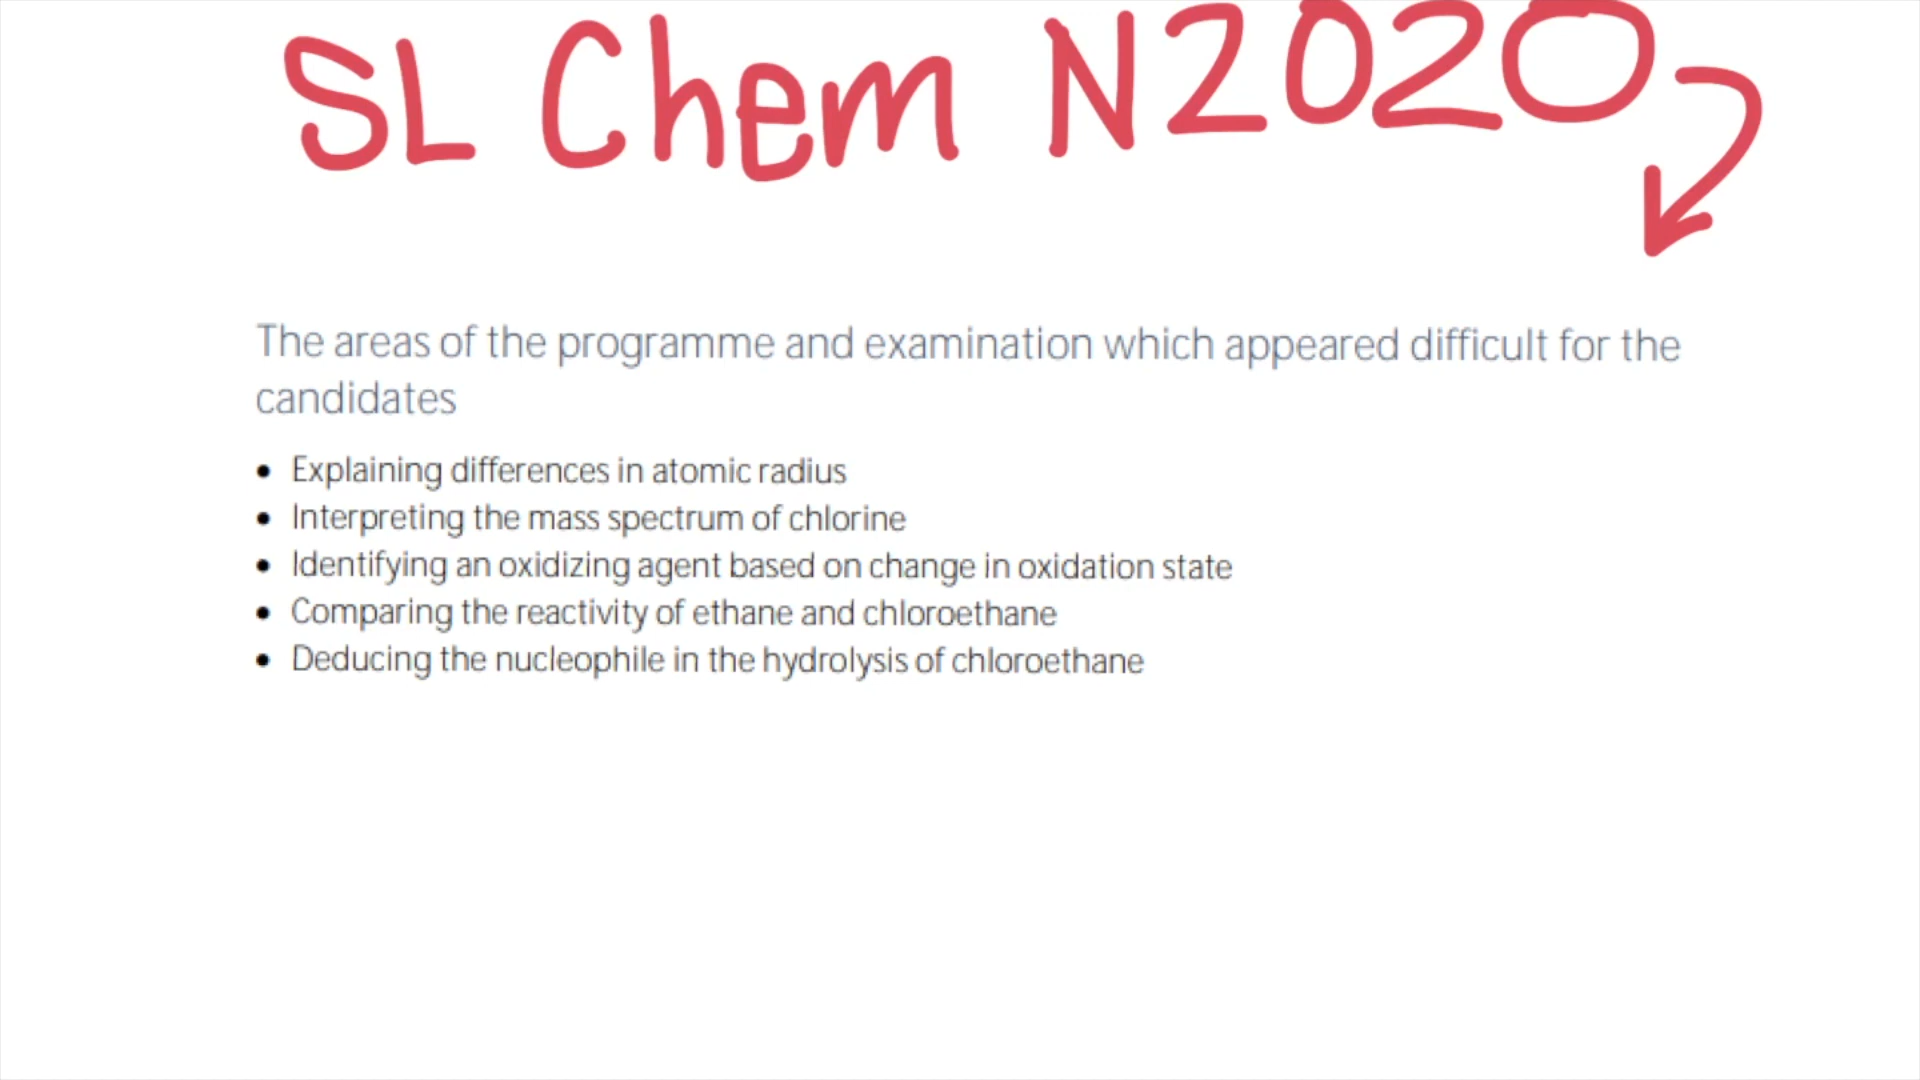 SL Chem N2020
The areas of the programme and examination which appeared difficult for the
candidates
• Explaining differences in atomic radius
• Interpreting the mass spectrum of chlorine
• Identifying an oxidizing agent based on change in oxidation state
• Comparing the reactivity of ethane and chloroethane
• Deducing the nucleophile in the hydrolysis of chloroethane